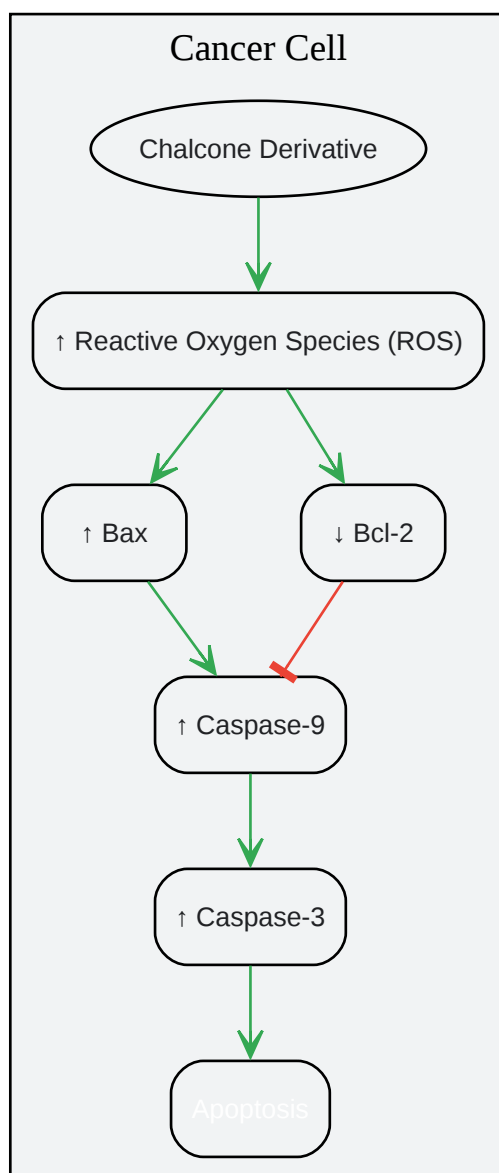 Cancer Cell
Chalcone Derivative
↑ Reactive Oxygen Species (ROS)
↑ Bax
↓ Bcl-2
↑ Caspase-9
↑ Caspase-3
Apoptosis